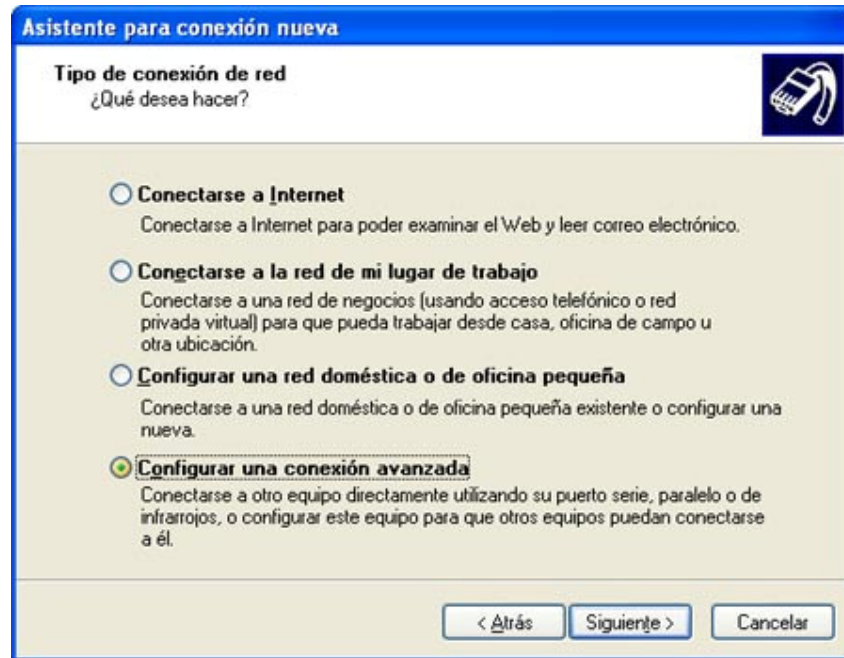 Asistente para conexión nueva
Tipo de conexión de red
¿Qué desea hacer?
Conectarse a Internet
Conectarse a Internet para poder examinar el Web y leer correo electrónico.
Conectarse a la red de mi lugar de trabajo
Conectarse a una red de negocios (usando acceso telefónico o red
privada virtual) para que pueda trabajar desde casa, oficina de campo u
otra ubicación.
Configurar una red doméstica o de oficina pequeña
Conectarse a una red doméstica o de oficina pequeña existente o configurar una
nueva.
Configurar una conexión avanzada
Conectarse a otro equipo directamente utilizando su puerto serie, paralelo o de
infrarrojos, o configurar este equipo para que otros equipos puedan conectarse
a él.
< Atrás Siguiente > Cancelar